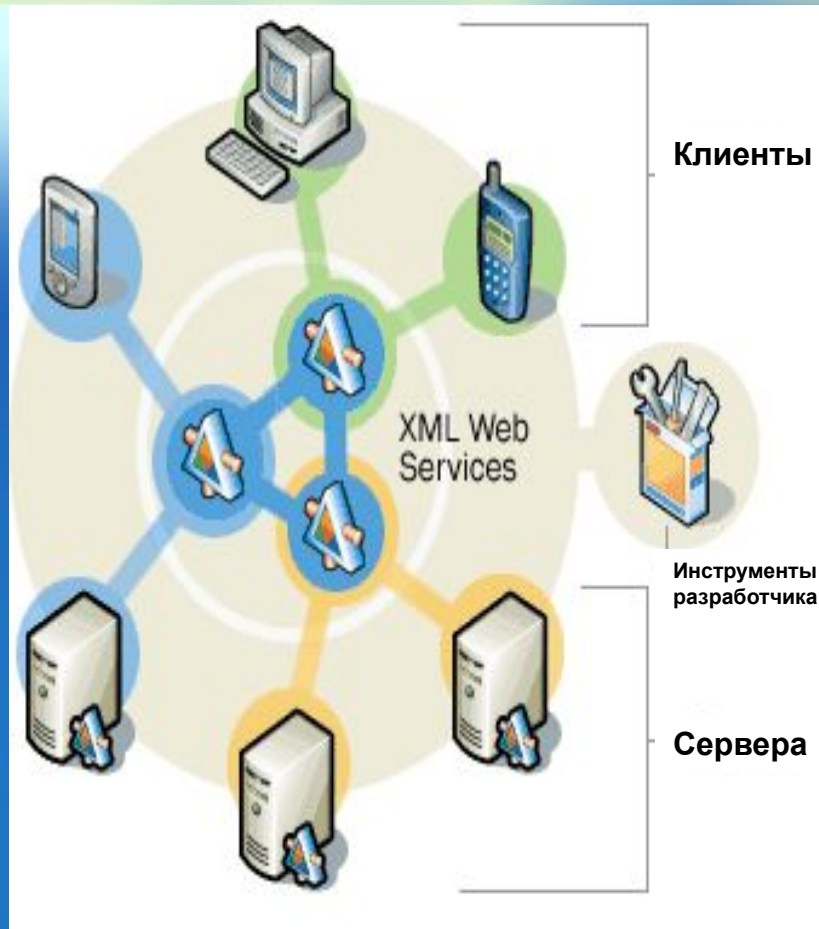 Клиенты
XML Web
Services
Инструменты
разработчика
Сервера